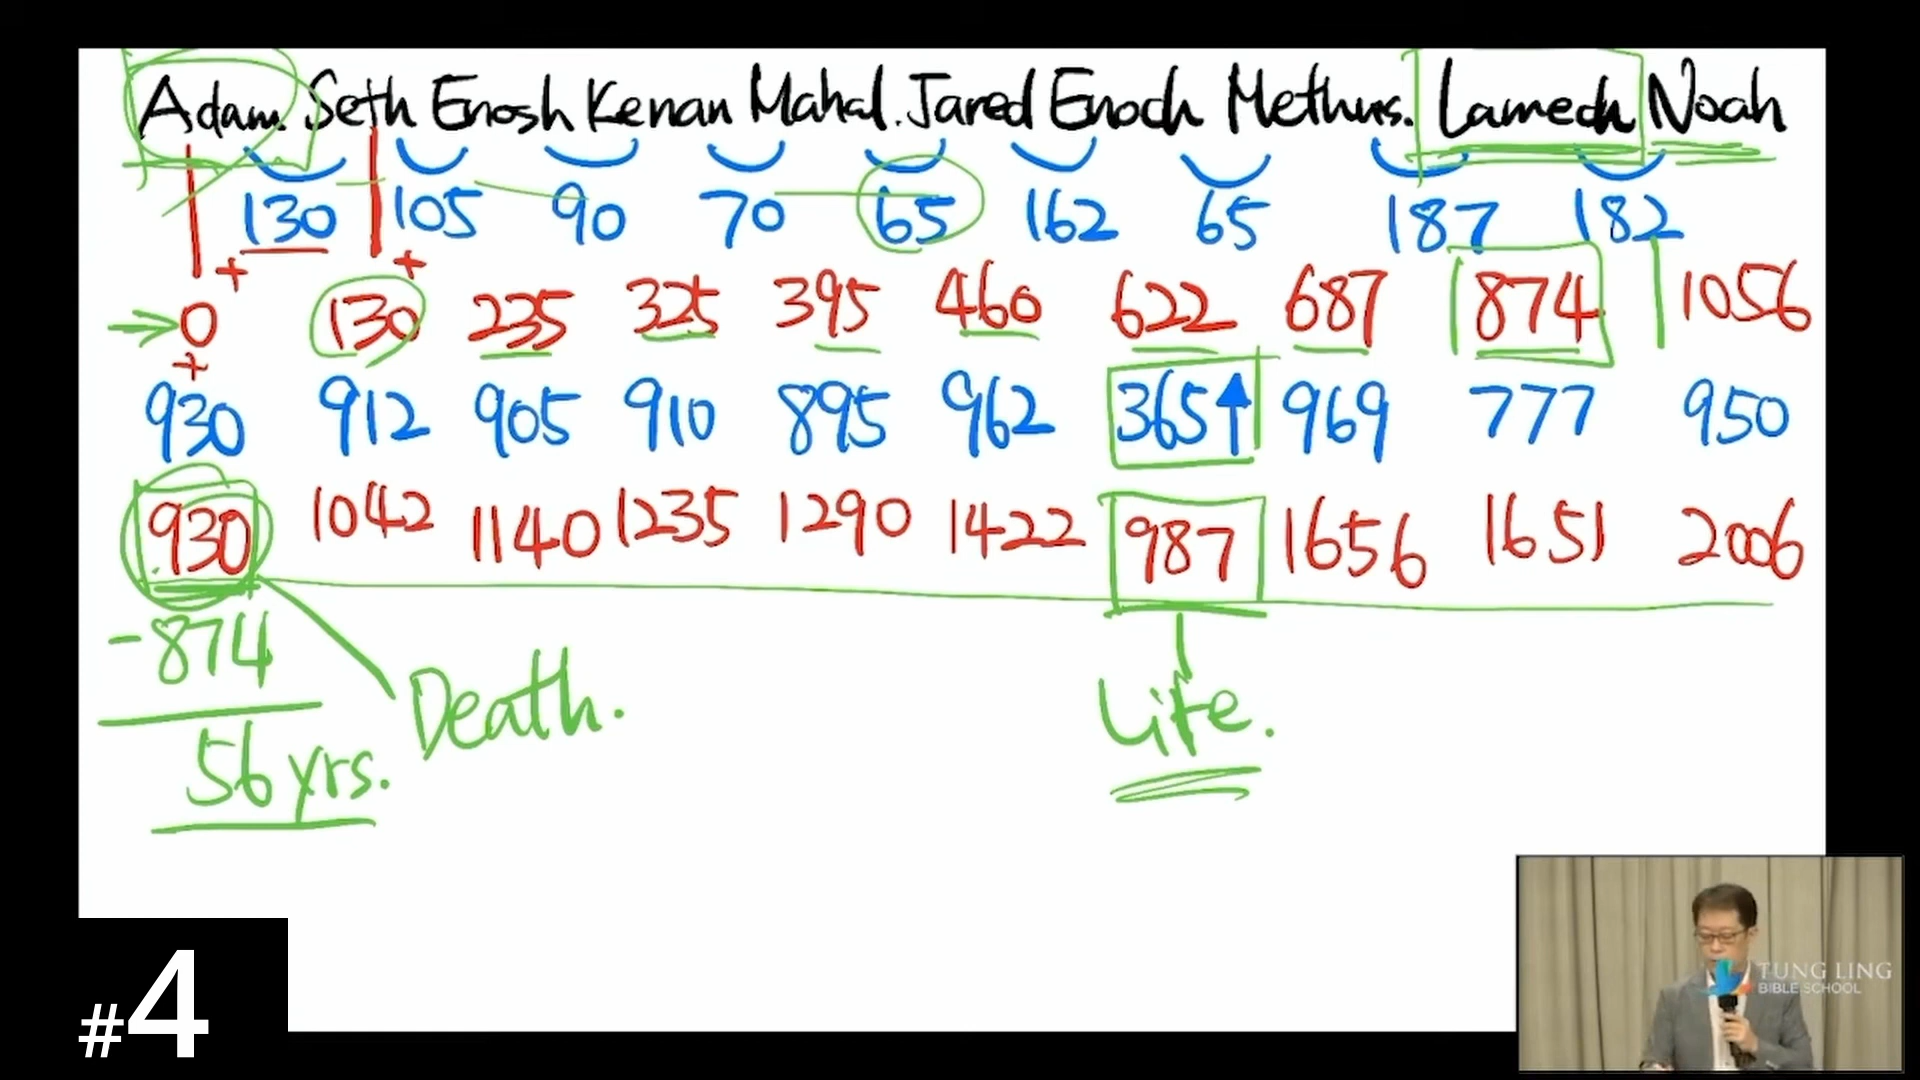 Adam Seth Enosh Kenan Mahal. Jared Enoch Methus. Lamech Noah
130 105 90 70 65 162 65 187 182
+ +
→ 0 130 235 325 395 460 622 687 874 1056
+
930 912 905 910 895 962 365↑ 969 777 950
930 1042 1140 1235 1290 1422 987 1656 1651 2006
-874
56 yrs.
Death.
Life.
#4
TUNG LING
BIBLE SCHOOL